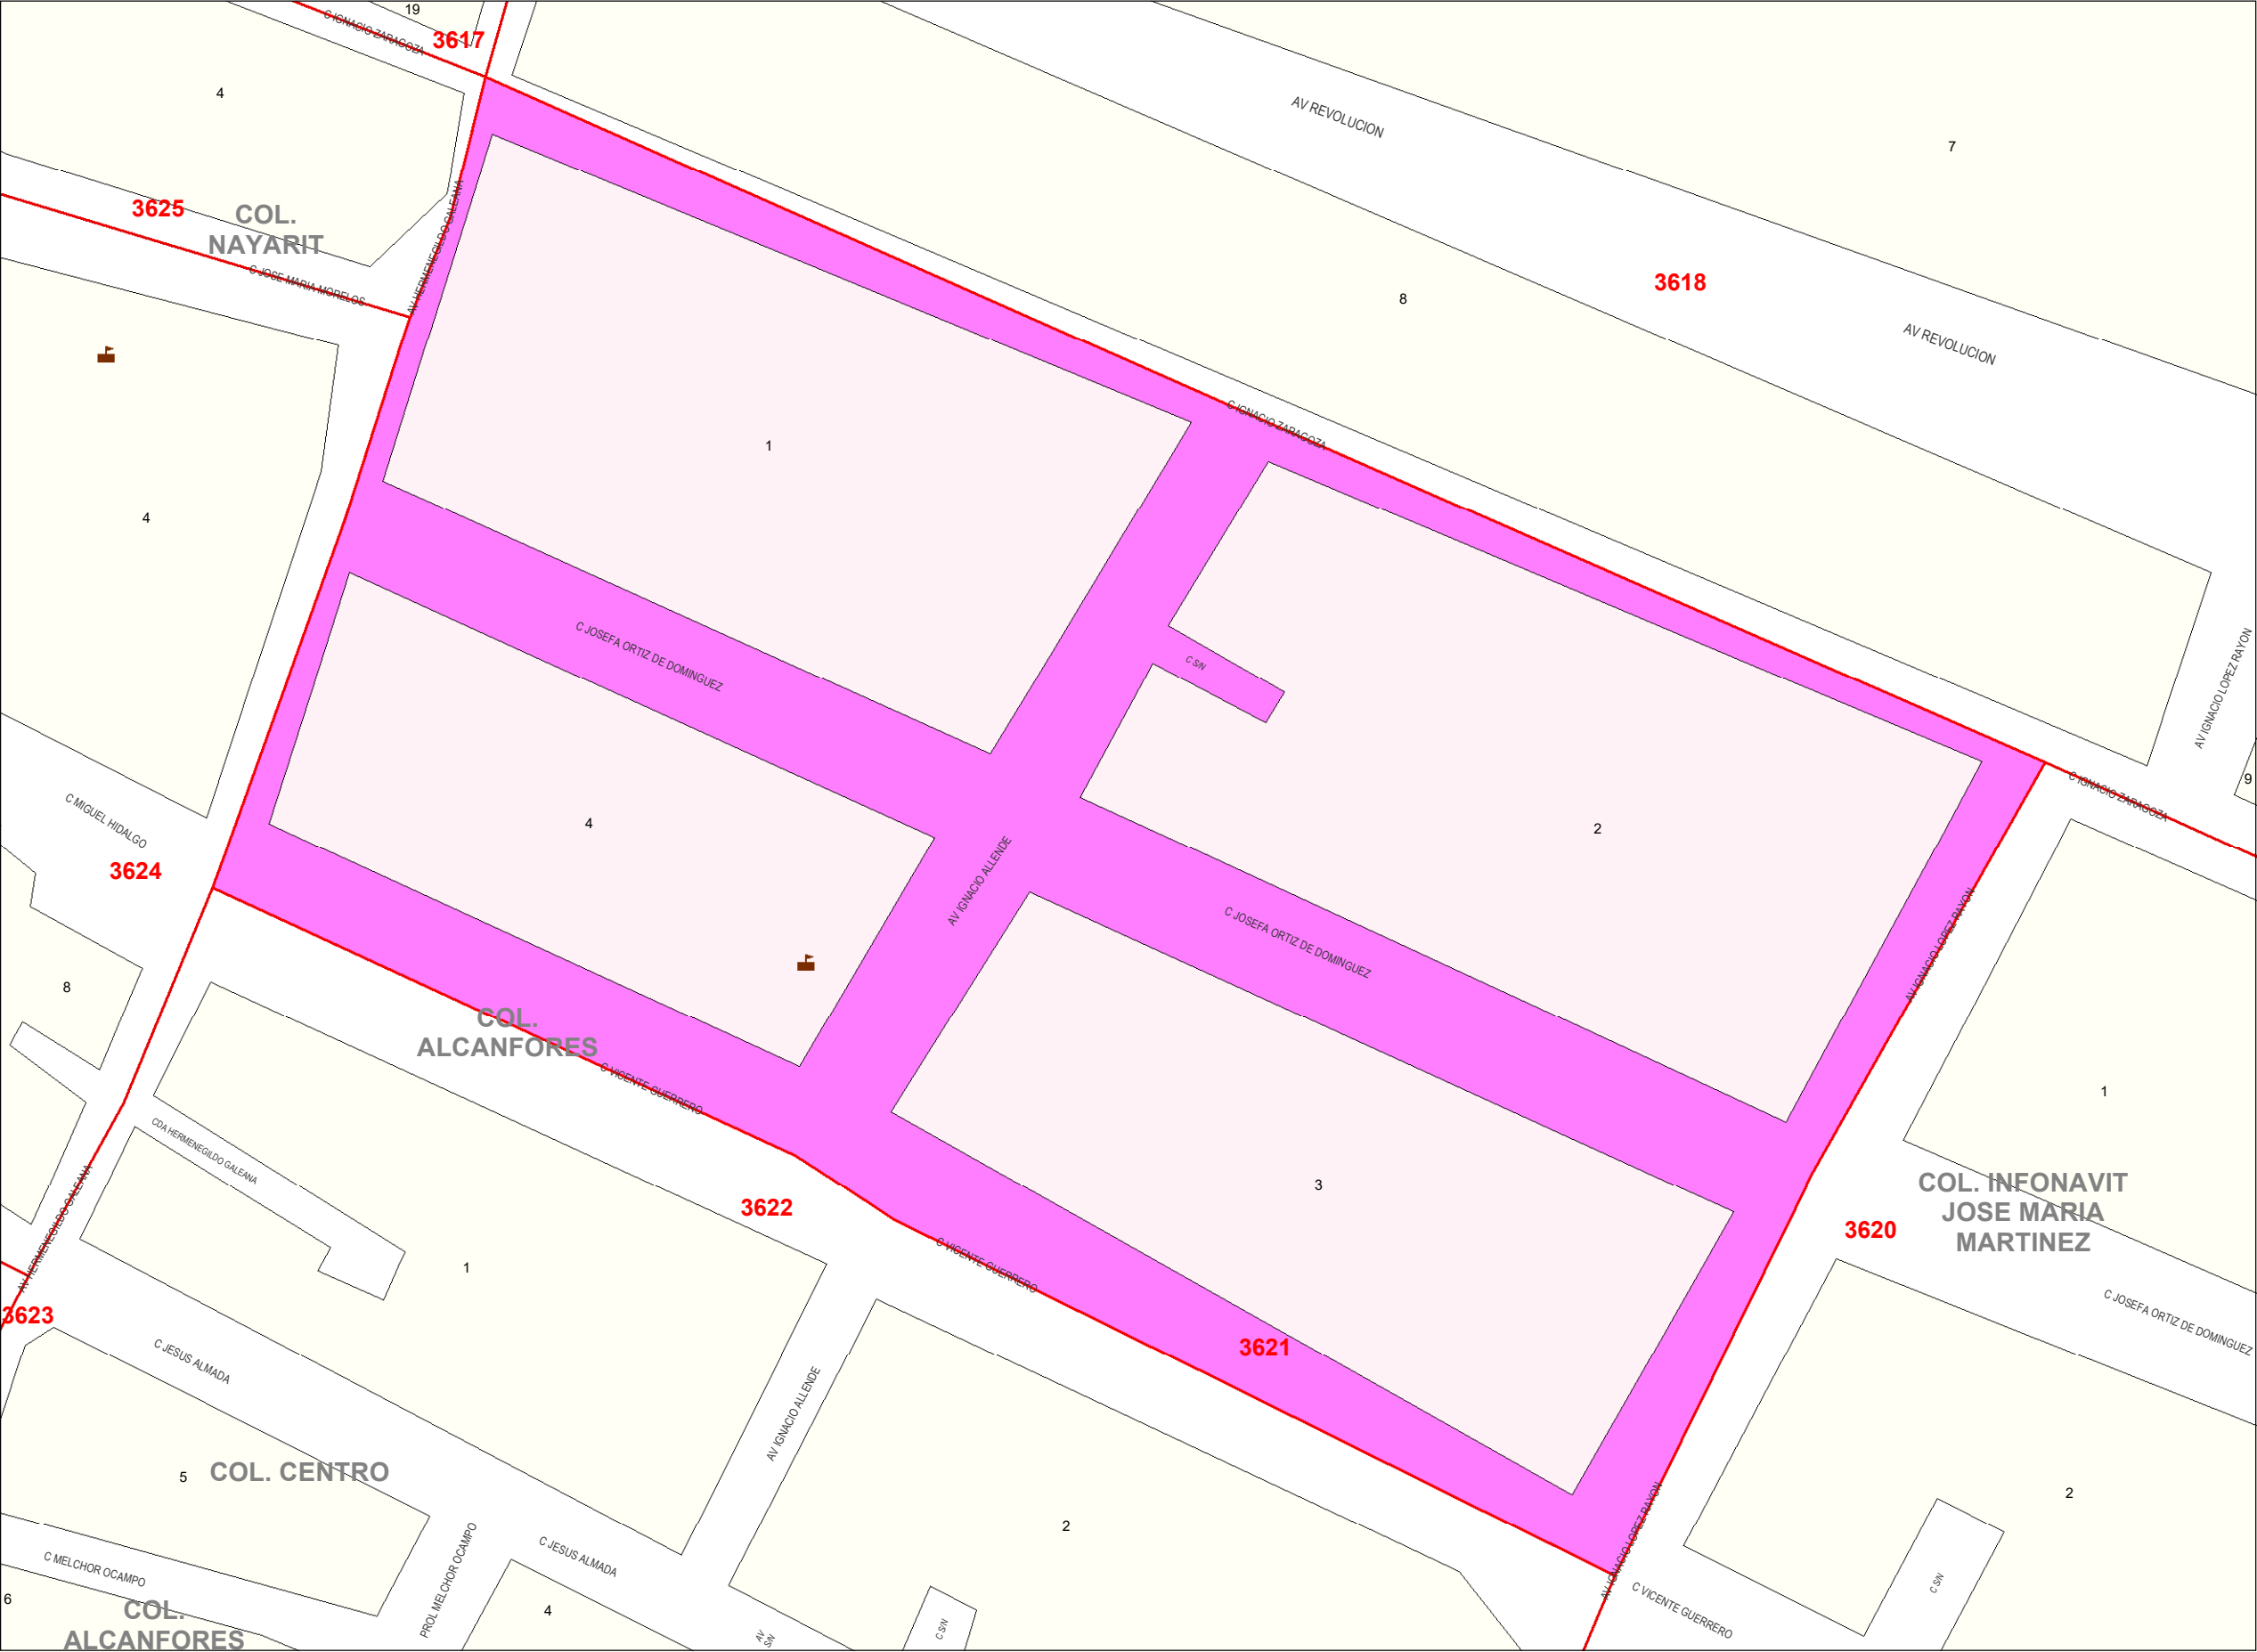 19
C IGNACIO ZARAGOZA
3617
4
AV REVOLUCION
7
3625
COL.
NAYARIT
AV HERMENEGILDO GALEANA
C JOSE MARIA MORELOS
3618
8
AV REVOLUCION
C IGNACIO ZARAGOZA
1
4
C JOSEFA ORTIZ DE DOMINGUEZ
C S/N
AV IGNACIO LOPEZ RAYON
9
C IGNACIO ZARAGOZA
C MIGUEL HIDALGO
3624
4
2
AV IGNACIO ALLENDE
C JOSEFA ORTIZ DE DOMINGUEZ
AV IGNACIO LOPEZ RAYON
8
COL.
ALCANFORES
C VICENTE GUERRERO
1
CDA HERMENEGILDO GALEANA
3622
3
COL. INFONAVIT
JOSE MARIA
MARTINEZ
3620
AV HERMENEGILDO GALEANA
1
C VICENTE GUERRERO
3623
C JOSEFA ORTIZ DE DOMINGUEZ
3621
C JESUS ALMADA
AV IGNACIO ALLENDE
5
COL. CENTRO
2
2
AV IGNACIO LOPEZ RAYON
C MELCHOR OCAMPO
PROL MELCHOR OCAMPO
C JESUS ALMADA
C S/N
6
COL.
ALCANFORES
4
AV
S/N
C S/N
C VICENTE GUERRERO